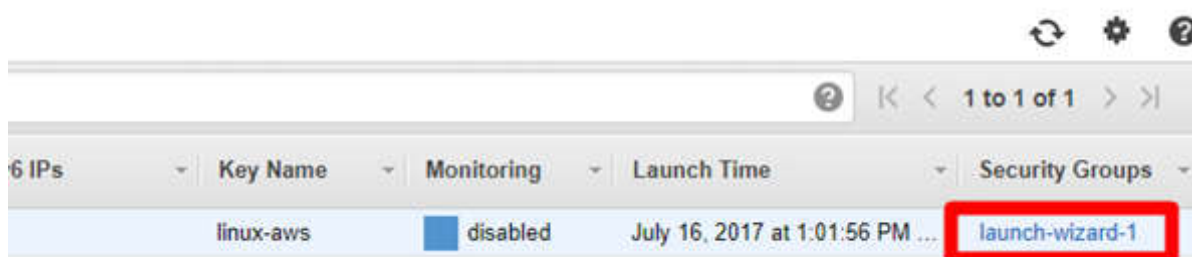 1 to 1 of 1
6 IPs Key Name Monitoring Launch Time Security Groups
linux-aws disabled July 16, 2017 at 1:01:56 PM ... launch-wizard-1